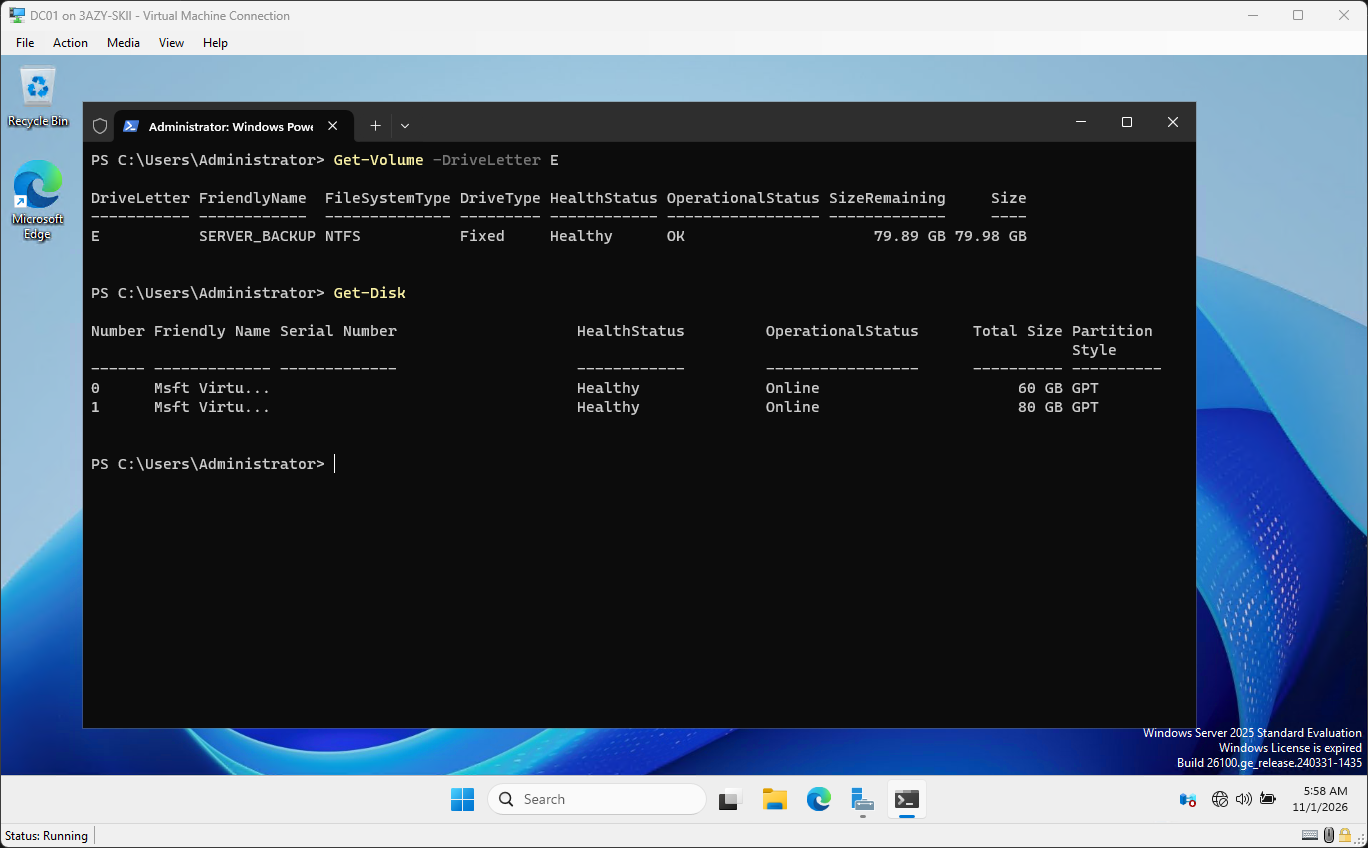 DC01 on 3AZY-SKII - Virtual Machine Connection
File Action Media View Help
Recycle Bin
Microsoft
Edge
Administrator: Windows Powe
PS C:\Users\Administrator> Get-Volume -DriveLetter E
DriveLetter FriendlyName FileSystemType DriveType HealthStatus OperationalStatus SizeRemaining Size
----------- ------------ -------------- --------- ------------ ----------------- ------------- ----
E SERVER_BACKUP NTFS Fixed Healthy OK 79.89 GB 79.98 GB
PS C:\Users\Administrator> Get-Disk
Number Friendly Name Serial Number HealthStatus OperationalStatus Total Size Partition
Style
------ ------------- ------------- ------------ ----------------- ---------- ----------
0 Msft Virtu... Healthy Online 60 GB GPT
1 Msft Virtu... Healthy Online 80 GB GPT
PS C:\Users\Administrator>
Windows Server 2025 Standard Evaluation
Windows License is expired
Build 26100.ge_release.240331-1435
Search
5:58 AM
11/1/2026
Status: Running